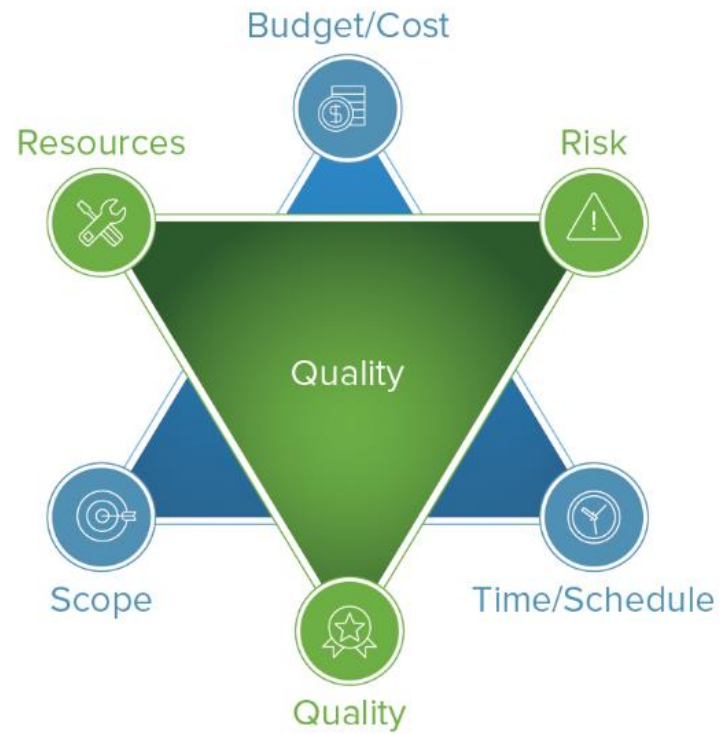 Budget/Cost
Resources
Risk
Quality
Scope
Time/Schedule
Quality